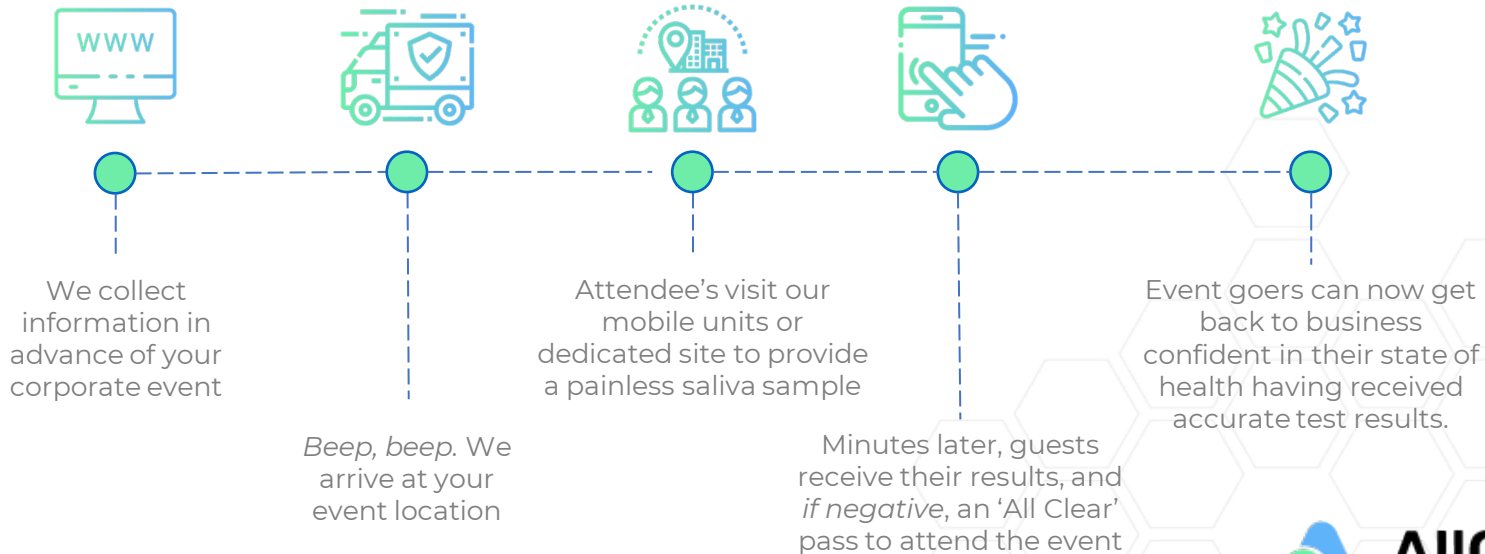 WWW
We collect
information in
advance of your
corporate event
Beep, beep. We
arrive at your
event location
Attendee’s visit our
mobile units or
dedicated site to provide
a painless saliva sample
Minutes later, guests
receive their results, and
if negative, an ‘All Clear’
pass to attend the event
Event goers can now get
back to business
confident in their state of
health having received
accurate test results.